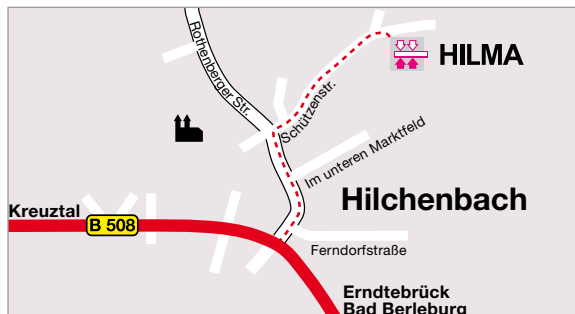 Rothenberger Str.
HILMA
Schützenstr.
Im unteren Marktfeld
Hilchenbach
Kreuztal
B 508
Ferndorfstraße
Erndtebrück
Bad Berleburg